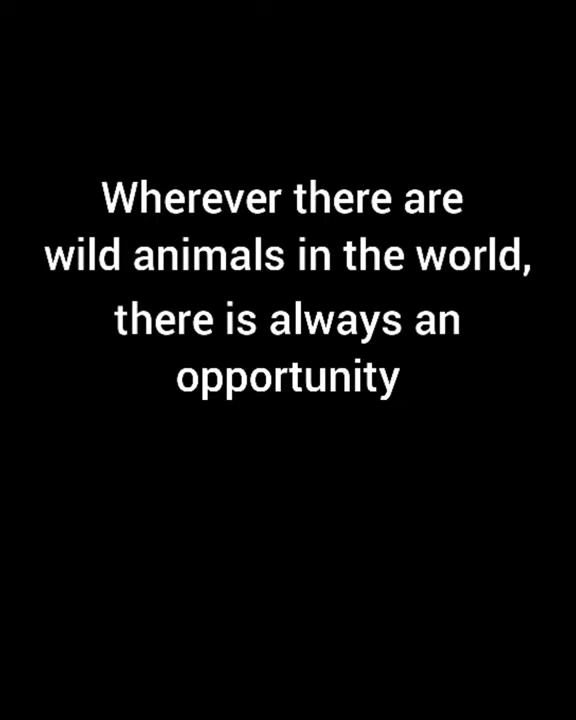 Wherever there are
wild animals in the world,
there is always an
opportunity